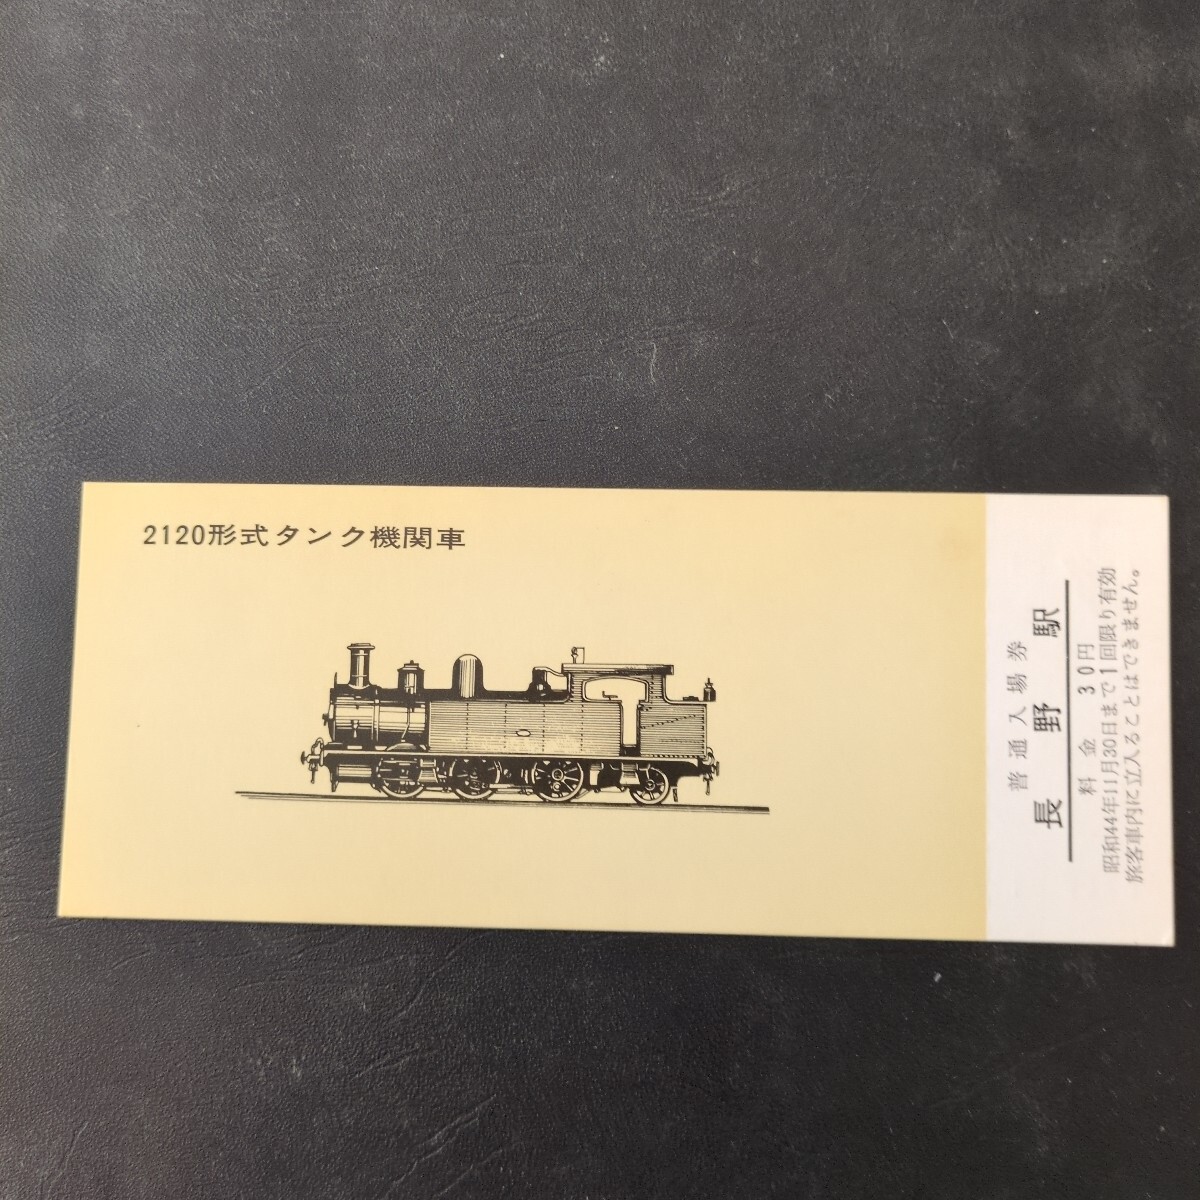 2120形式タンク機関車
普通入場券
長野駅
料金 30円
昭和44年11月30日まで1回限り有効
旅客車内に立入ることはできません。